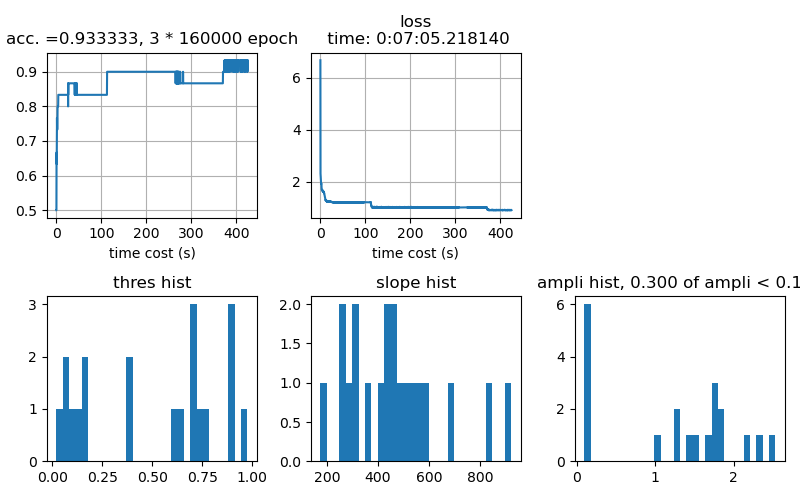 acc. =0.933333, 3 * 160000 epoch
0.9
0.8
0.7
0.6
0.5
0 100 200 300 400
time cost (s)
loss
time: 0:07:05.218140
6
4
2
0 100 200 300 400
time cost (s)
thres hist
3
2
1
0
0.00 0.25 0.50 0.75 1.00
slope hist
2.0
1.5
1.0
0.5
0.0
200 400 600 800
ampli hist, 0.300 of ampli < 0.1
6
4
2
0
0 1 2